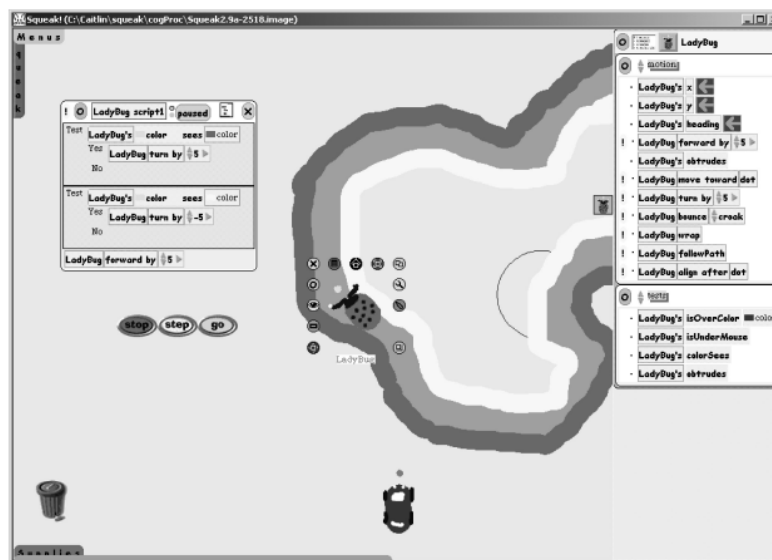 Squeak! (C:\Caitlin\squeak\cogProc\Squeak2.9a-2518.image)
Menus
squeak
! LadyBug script1 paused
Test LadyBug's color sees color
Yes LadyBug turn by 5
No
Test LadyBug's color sees color
Yes LadyBug turn by -5
No
LadyBug forward by 5
stop step go
LadyBug
Supplies
LadyBug
motions
LadyBug's x
LadyBug's y
LadyBug's heading
! LadyBug forward by 5
LadyBug's obtrudes
! LadyBug move toward dot
! LadyBug turn by 5
! LadyBug bounce croak
! LadyBug wrap
! LadyBug followPath
! LadyBug align after dot
tests
LadyBug's isOverColor color
LadyBug's isUnderMouse
LadyBug's colorSees
LadyBug's obtrudes